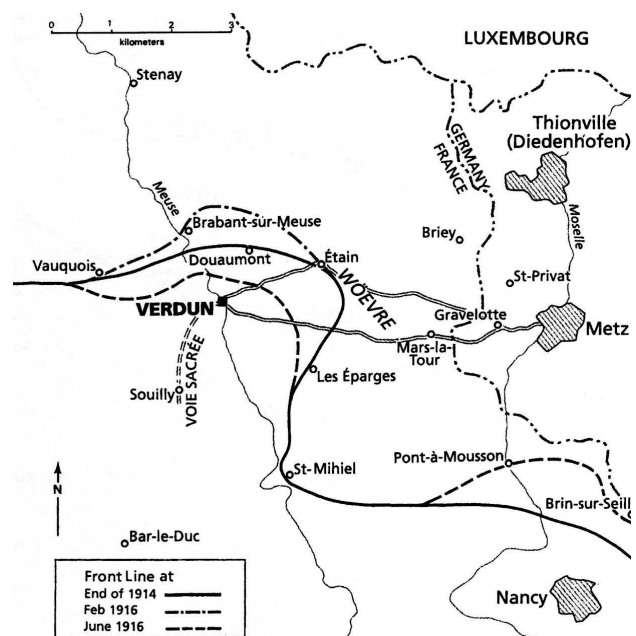 0 1 2 3
kilometers
LUXEMBOURG
Stenay
Thionville
(Diedenhofen)
GERMANY
FRANCE
Meuse
Moselle
Brabant-sur-Meuse
Briey
Vauquois
Douaumont
Étain
WOËVRE
St-Privat
VERDUN
Gravelotte
Metz
Mars-la-
Tour
VOIE SACRÉE
Les Éparges
Souilly
N
St-Mihiel
Pont-à-Mousson
Brin-sur-Seill
Bar-le-Duc
Front Line at
End of 1914
Feb 1916
June 1916
Nancy